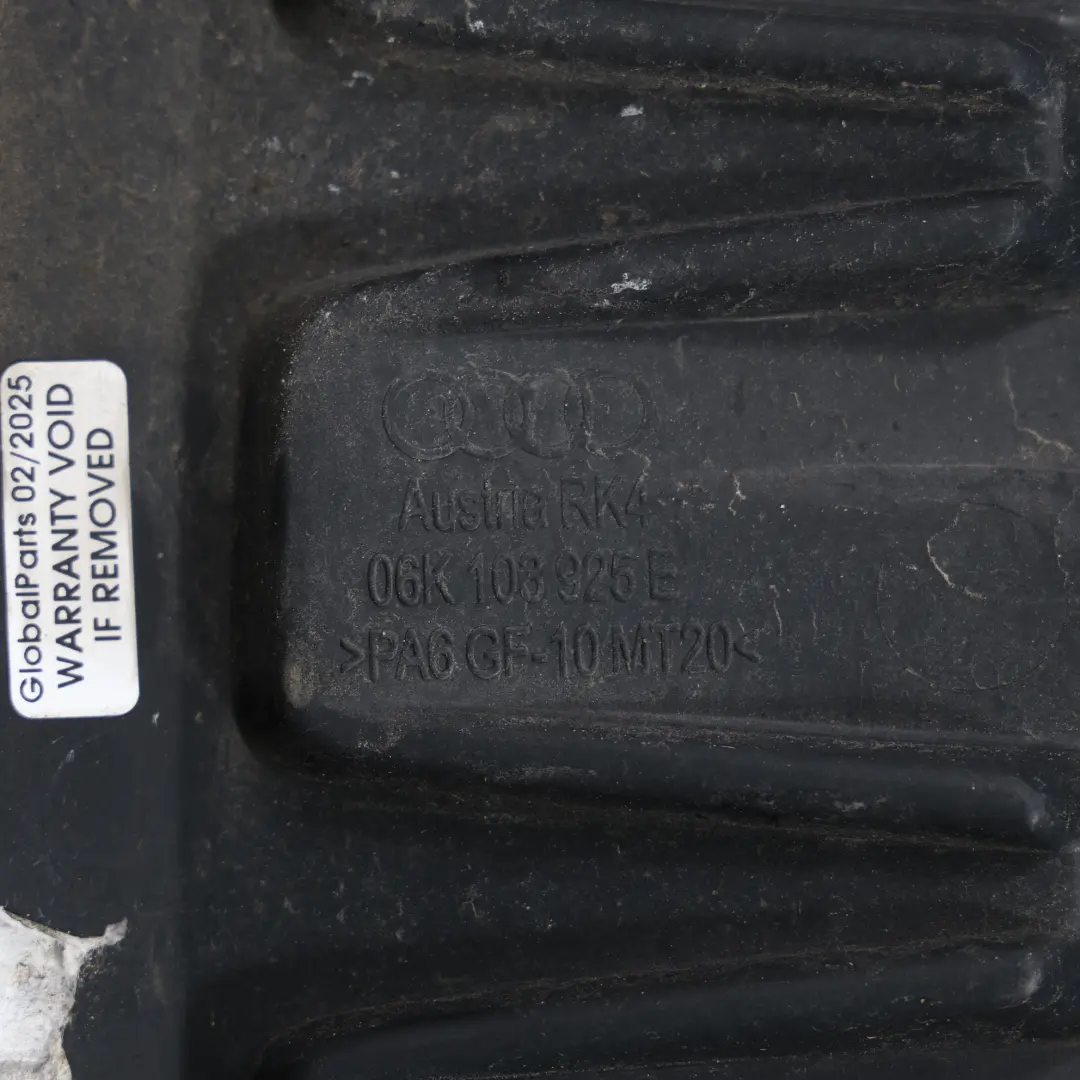 GlobalParts 02/2025
WARRANTY VOID
IF REMOVED
Austria RK4
06K 103 925 E
>PA6 GF-10 MT20<